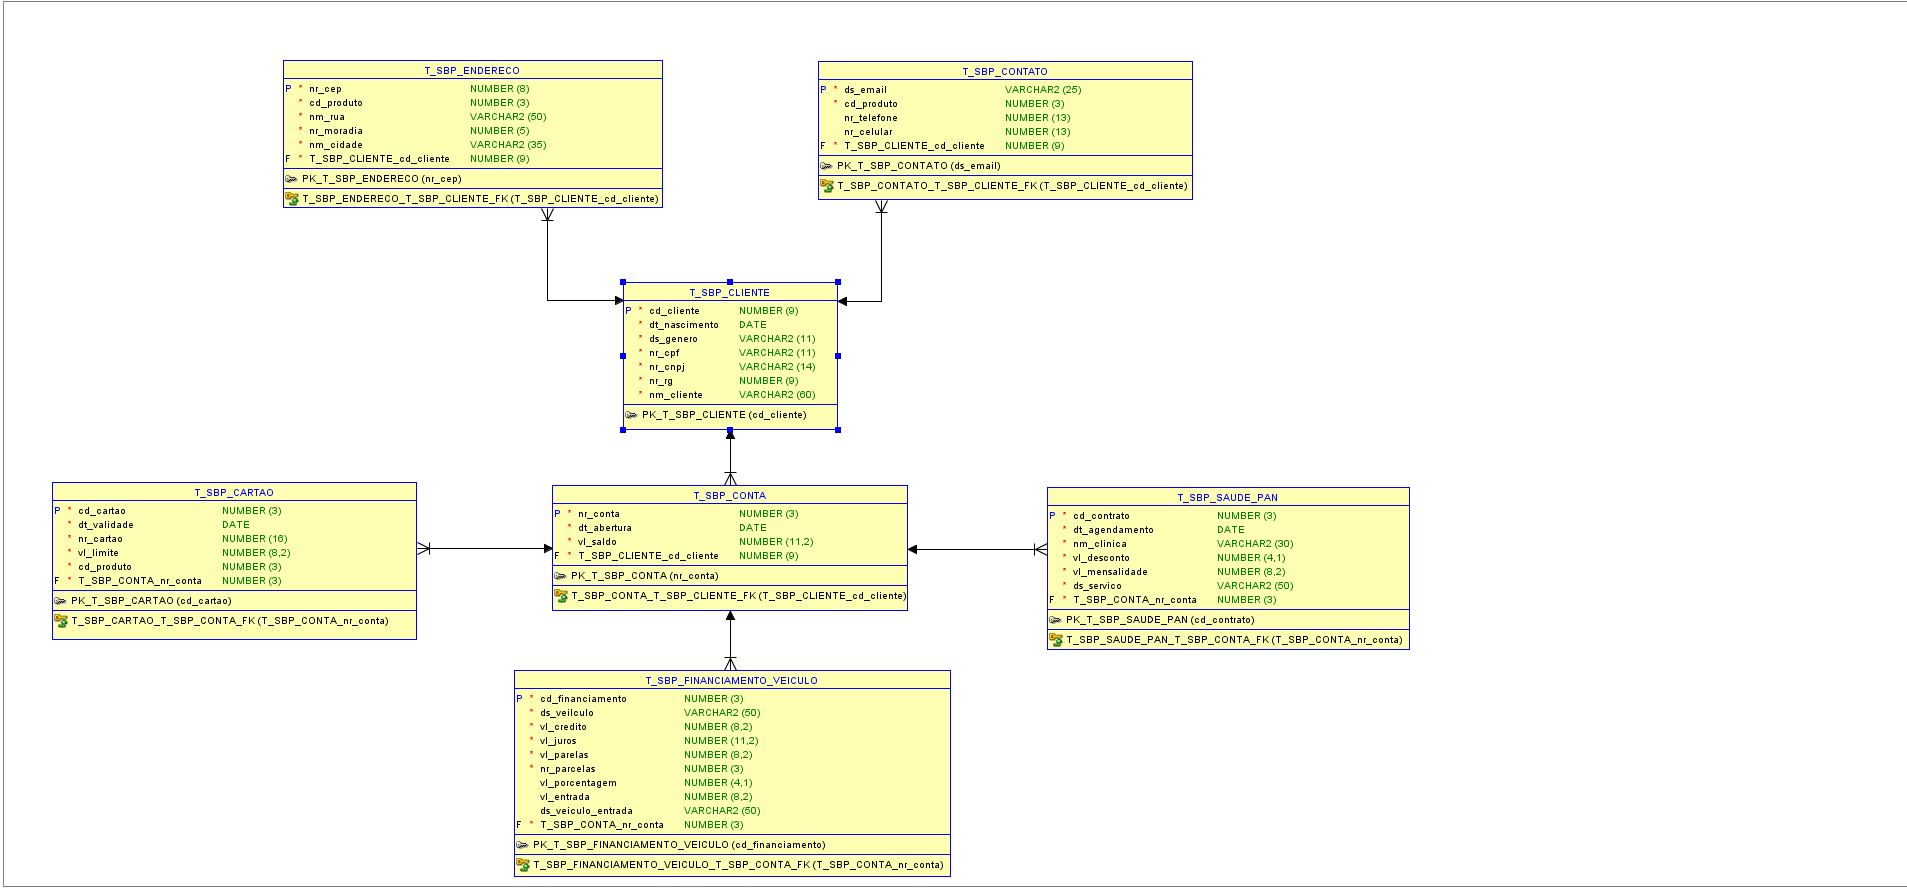 T_SBP_ENDERECO
P * nr_cep NUMBER (8)
* cd_produto NUMBER (3)
* nm_rua VARCHAR2 (50)
* nr_moradia NUMBER (5)
* nm_cidade VARCHAR2 (35)
F * T_SBP_CLIENTE_cd_cliente NUMBER (9)
PK_T_SBP_ENDERECO (nr_cep)
T_SBP_ENDERECO_T_SBP_CLIENTE_FK (T_SBP_CLIENTE_cd_cliente)
T_SBP_CONTATO
P * ds_email VARCHAR2 (25)
* cd_produto NUMBER (3)
nr_telefone NUMBER (13)
nr_celular NUMBER (13)
F * T_SBP_CLIENTE_cd_cliente NUMBER (9)
PK_T_SBP_CONTATO (ds_email)
T_SBP_CONTATO_T_SBP_CLIENTE_FK (T_SBP_CLIENTE_cd_cliente)
T_SBP_CLIENTE
P * cd_cliente NUMBER (9)
* dt_nascimento DATE
* ds_genero VARCHAR2 (11)
* nr_cpf VARCHAR2 (11)
* nr_cnpj VARCHAR2 (14)
* nr_rg NUMBER (9)
* nm_cliente VARCHAR2 (60)
PK_T_SBP_CLIENTE (cd_cliente)
T_SBP_CARTAO
P * cd_cartao NUMBER (3)
* dt_validade DATE
* nr_cartao NUMBER (16)
* vl_limite NUMBER (8,2)
* cd_produto NUMBER (3)
F * T_SBP_CONTA_nr_conta NUMBER (3)
PK_T_SBP_CARTAO (cd_cartao)
T_SBP_CARTAO_T_SBP_CONTA_FK (T_SBP_CONTA_nr_conta)
T_SBP_CONTA
P * nr_conta NUMBER (3)
* dt_abertura DATE
* vl_saldo NUMBER (11,2)
F * T_SBP_CLIENTE_cd_cliente NUMBER (9)
PK_T_SBP_CONTA (nr_conta)
T_SBP_CONTA_T_SBP_CLIENTE_FK (T_SBP_CLIENTE_cd_cliente)
T_SBP_SAUDE_PAN
P * cd_contrato NUMBER (3)
* dt_agendamento DATE
* nm_clinica VARCHAR2 (30)
* vl_desconto NUMBER (4,1)
* vl_mensalidade NUMBER (8,2)
* ds_servico VARCHAR2 (50)
F * T_SBP_CONTA_nr_conta NUMBER (3)
PK_T_SBP_SAUDE_PAN (cd_contrato)
T_SBP_SAUDE_PAN_T_SBP_CONTA_FK (T_SBP_CONTA_nr_conta)
T_SBP_FINANCIAMENTO_VEICULO
P * cd_financiamento NUMBER (3)
* ds_veilculo VARCHAR2 (50)
* vl_credito NUMBER (8,2)
* vl_juros NUMBER (11,2)
* vl_parelas NUMBER (8,2)
* nr_parcelas NUMBER (3)
vl_porcentagem NUMBER (4,1)
vl_entrada NUMBER (8,2)
ds_veiculo_entrada VARCHAR2 (50)
F * T_SBP_CONTA_nr_conta NUMBER (3)
PK_T_SBP_FINANCIAMENTO_VEICULO (cd_financiamento)
T_SBP_FINANCIAMENTO_VEICULO_T_SBP_CONTA_FK (T_SBP_CONTA_nr_conta)